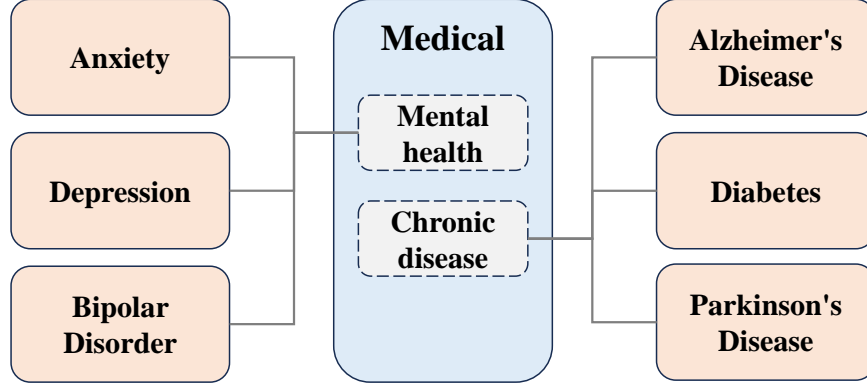 Medical
Anxiety
Depression
Bipolar
Disorder
Mental
health
Chronic
disease
Alzheimer's
Disease
Diabetes
Parkinson's
Disease